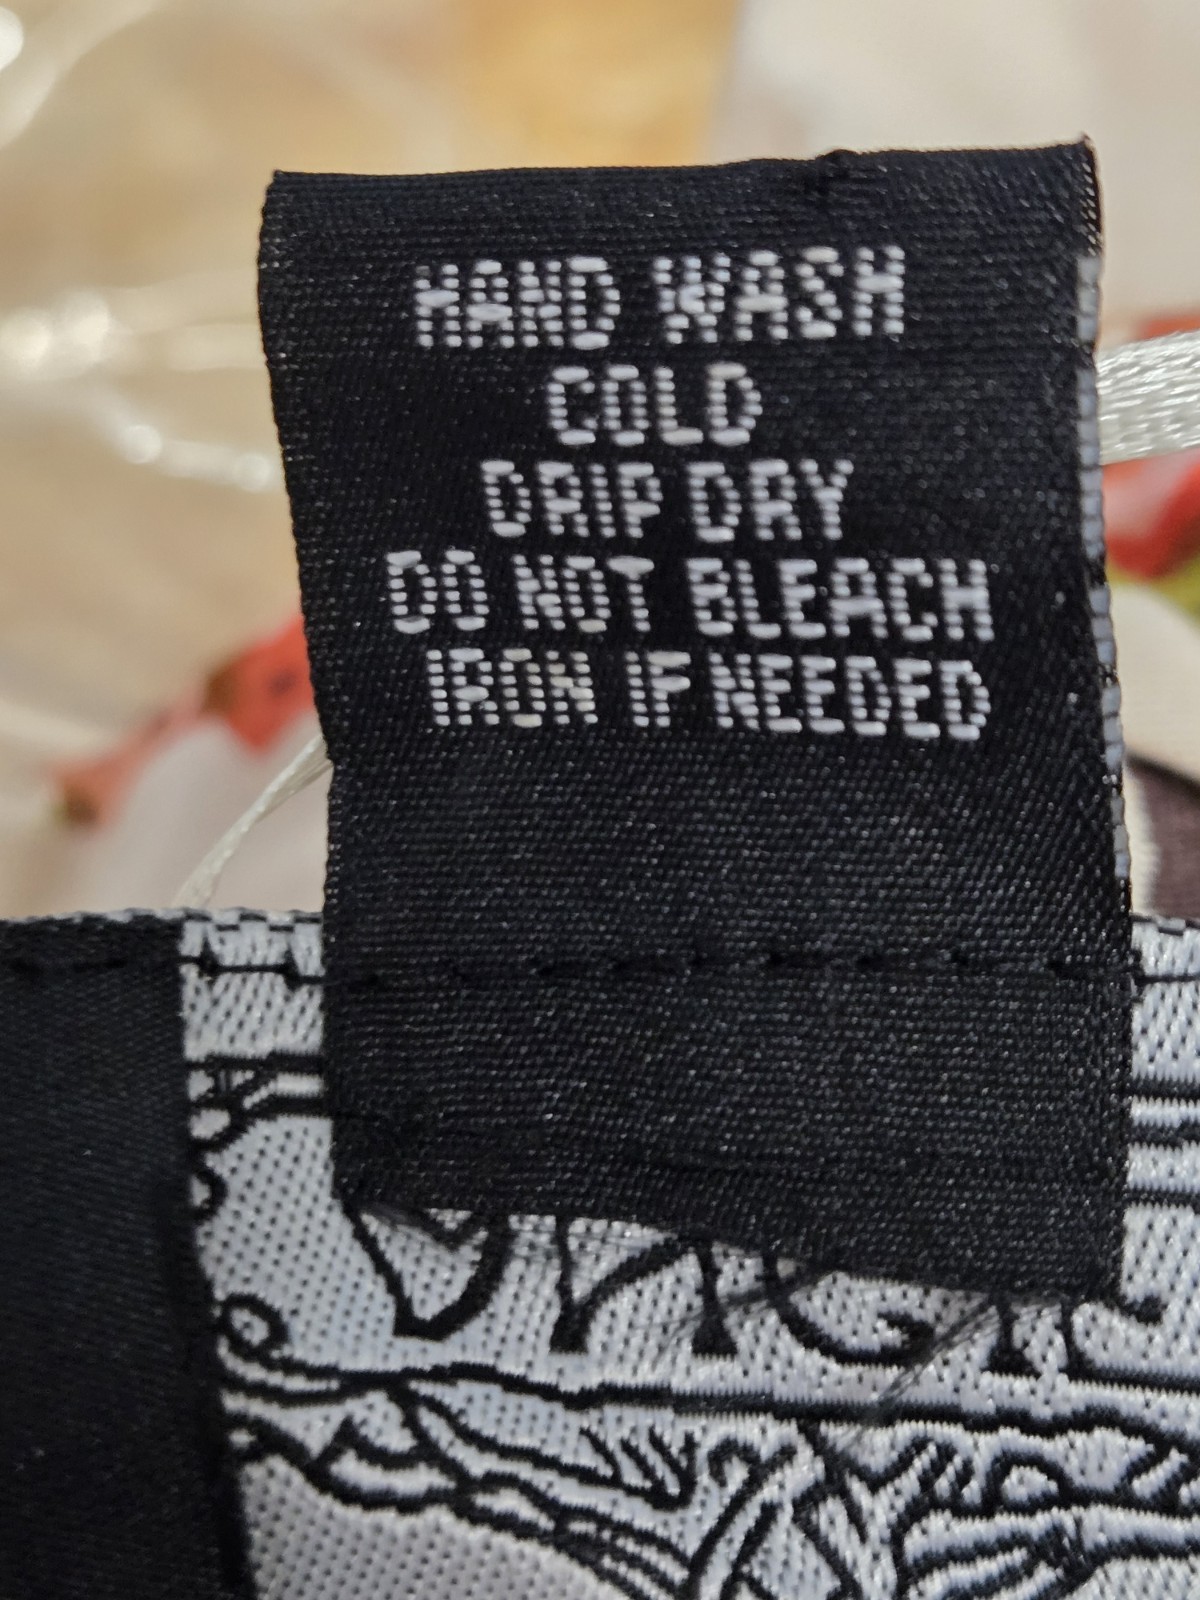 HAND WASH
COLD
DRIP DRY
DO NOT BLEACH
IRON IF NEEDED